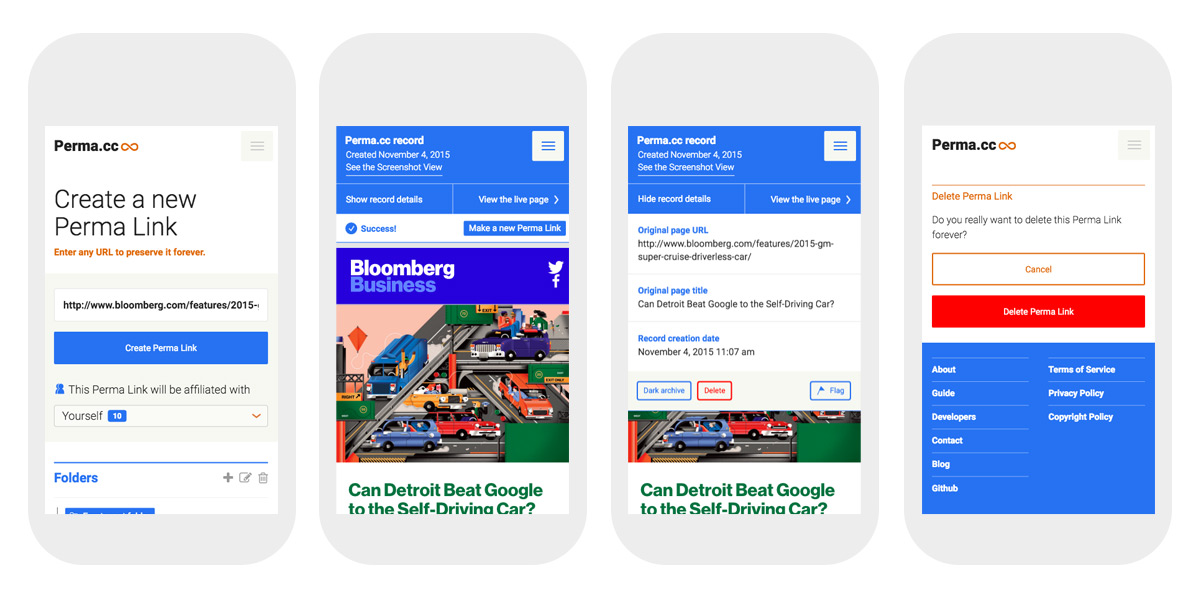 Perma.cc
Create a new
Perma Link
Enter any URL to preserve it forever.
http://www.bloomberg.com/features/2015-
Create Perma Link
This Perma Link will be affiliated with
Yourself 10
Folders
Perma.cc record
Created November 4, 2015
See the Screenshot View
Show record details
View the live page
Success!
Make a new Perma Link
Bloomberg
Business
EXIT
EXIT ONLY
RIGHT
Can Detroit Beat Google
to the Self-Driving Car?
Perma.cc record
Created November 4, 2015
See the Screenshot View
Hide record details
View the live page
Original page URL
http://www.bloomberg.com/features/2015-gm-
super-cruise-driverless-car/
Original page title
Can Detroit Beat Google to the Self-Driving Car?
Record creation date
November 4, 2015 11:07 am
Dark archive
Delete
Flag
Can Detroit Beat Google
to the Self-Driving Car?
Perma.cc
Delete Perma Link
Do you really want to delete this Perma Link
forever?
Cancel
Delete Perma Link
About
Guide
Developers
Contact
Blog
Github
Terms of Service
Privacy Policy
Copyright Policy